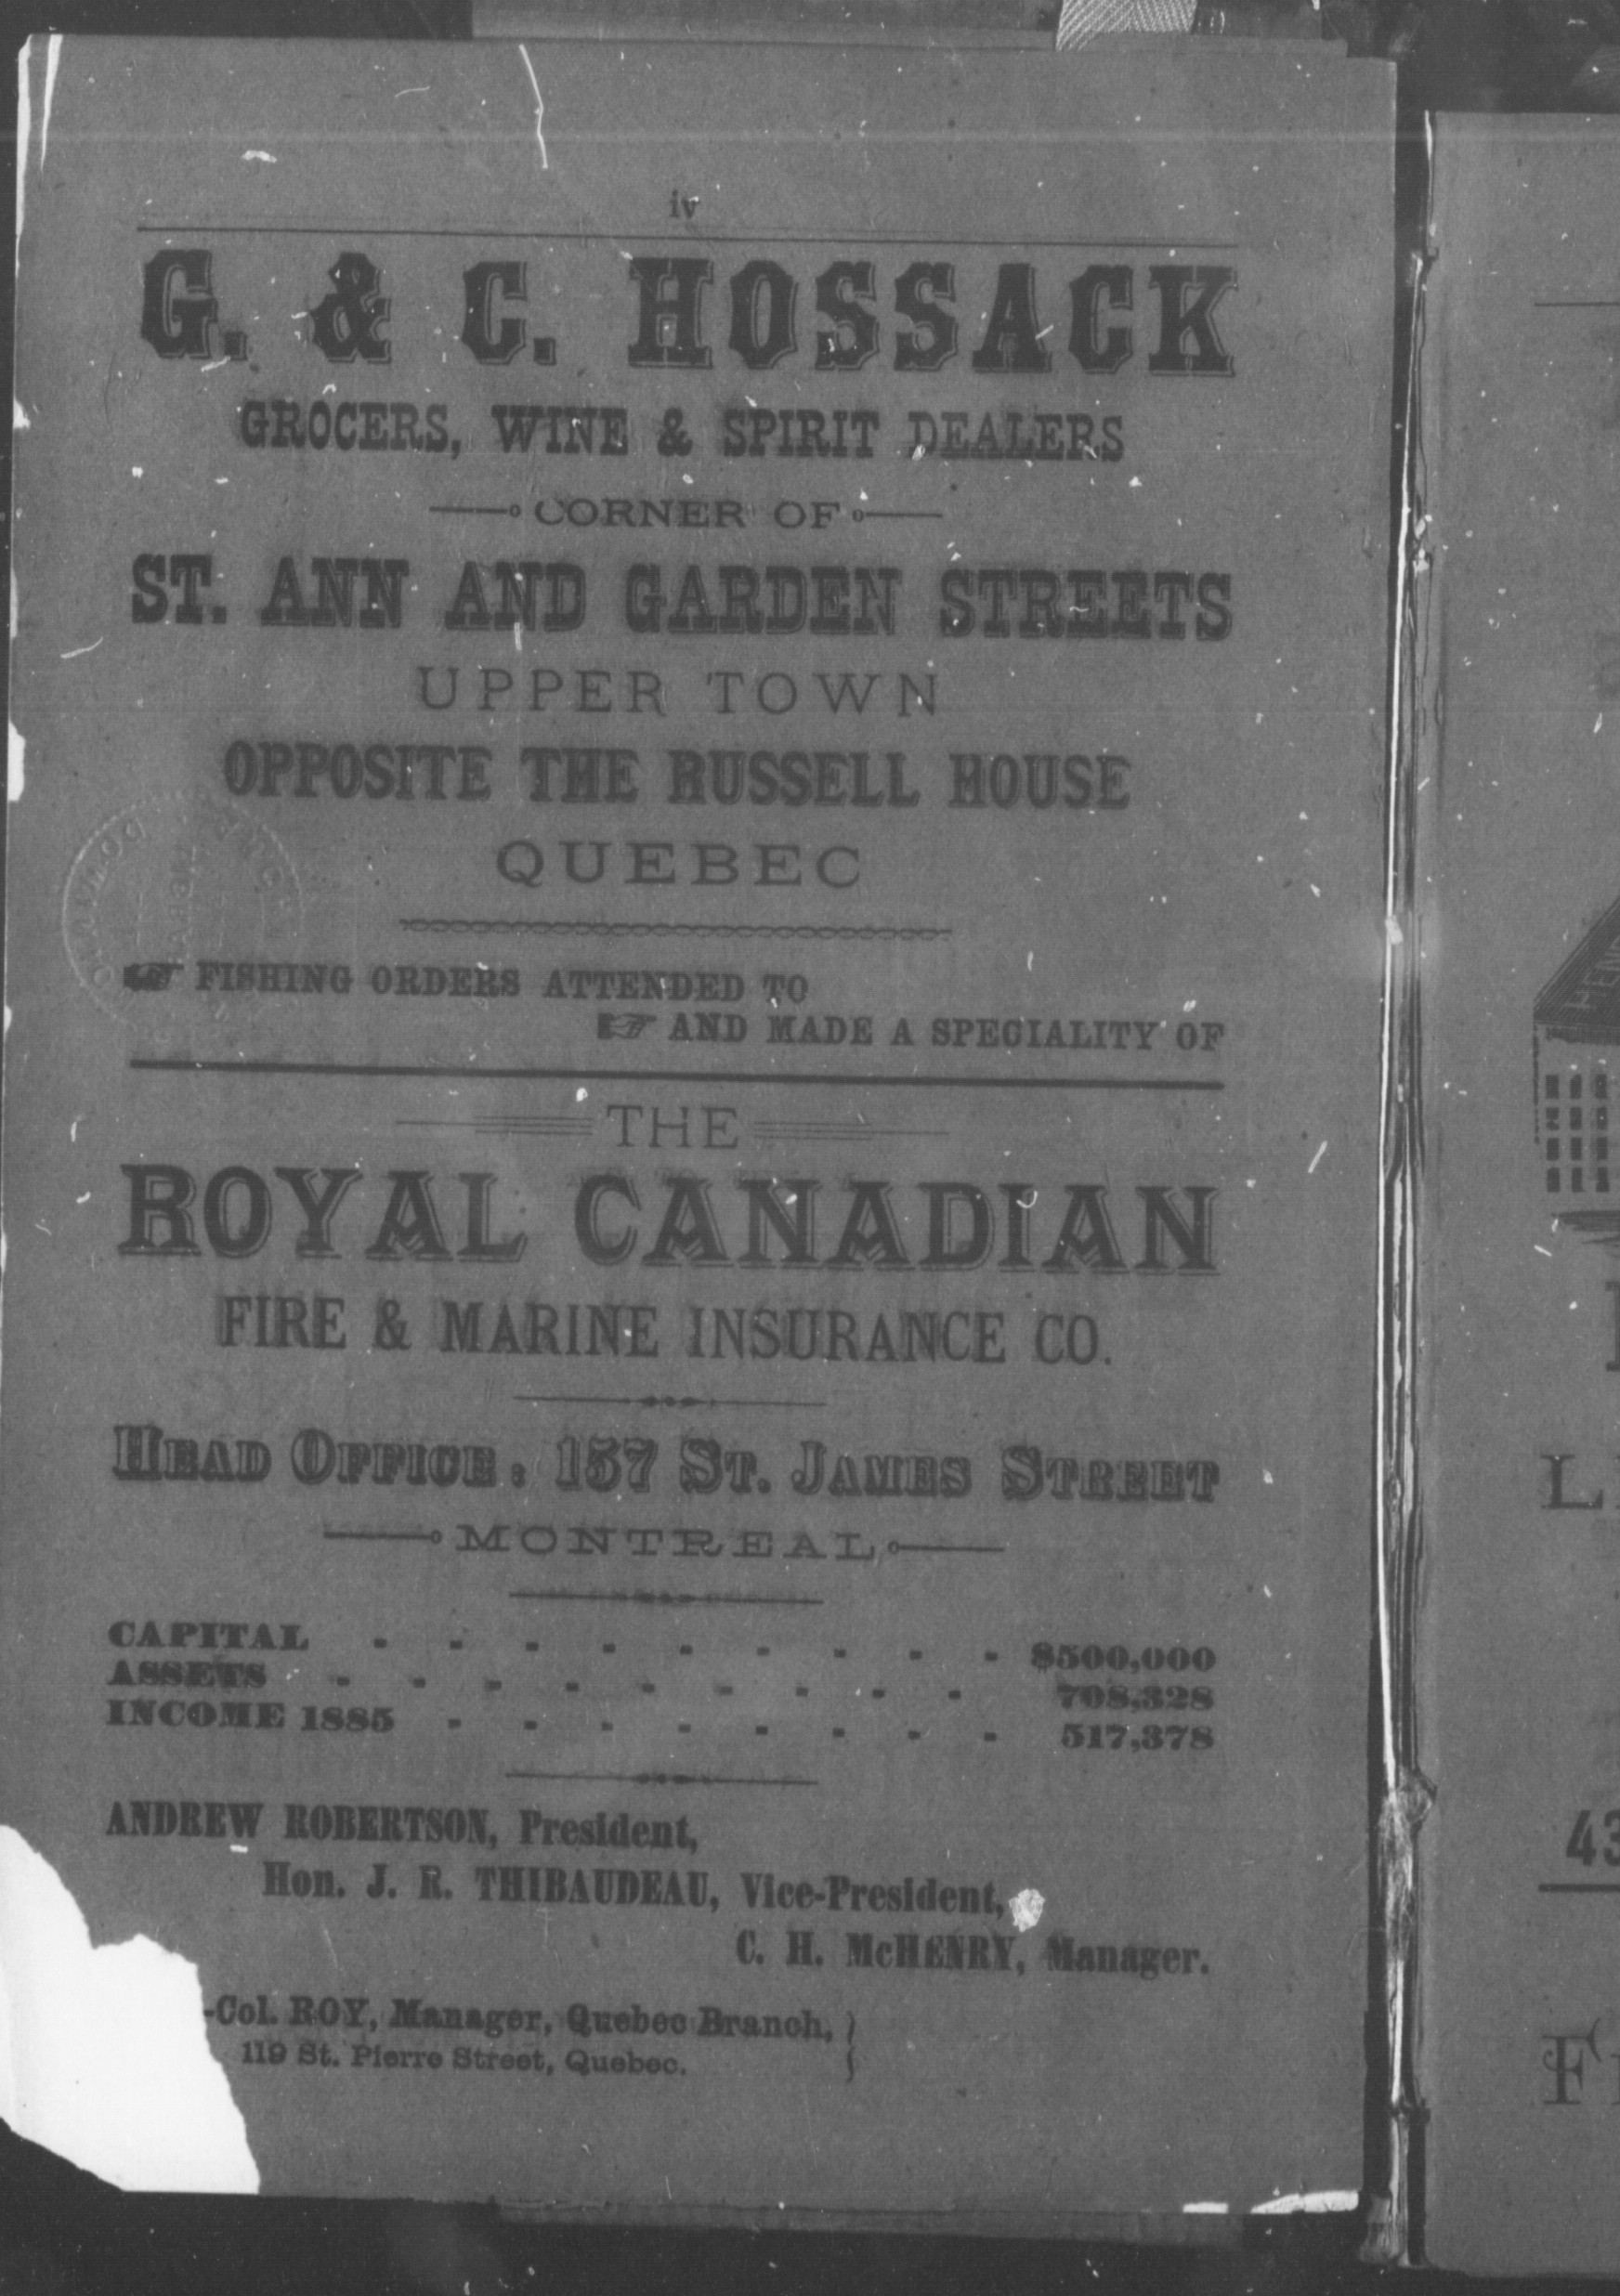 iv
G. & C. HOSSACK
GROCERS, WINE & SPIRIT DEALERS
CORNER OF
ST. ANN AND GARDEN STREETS
UPPER TOWN
OPPOSITE THE RUSSELL HOUSE
QUEBEC
☞ FISHING ORDERS ATTENDED TO
☞ AND MADE A SPECIALITY OF
THE
ROYAL CANADIAN
FIRE & MARINE INSURANCE CO.
HEAD OFFICE: 157 ST. JAMES STREET
MONTREAL
CAPITAL - - - - - - - - - $500,000
ASSETS - - - - - - - - - 708,328
INCOME 1885 - - - - - - - - 517,378
ANDREW ROBERTSON, President,
Hon. J. R. THIBAUDEAU, Vice-President,
C. H. McHENRY, Manager.
-Col. ROY, Manager, Quebec Branch,
119 St. Pierre Street, Quebec.
43